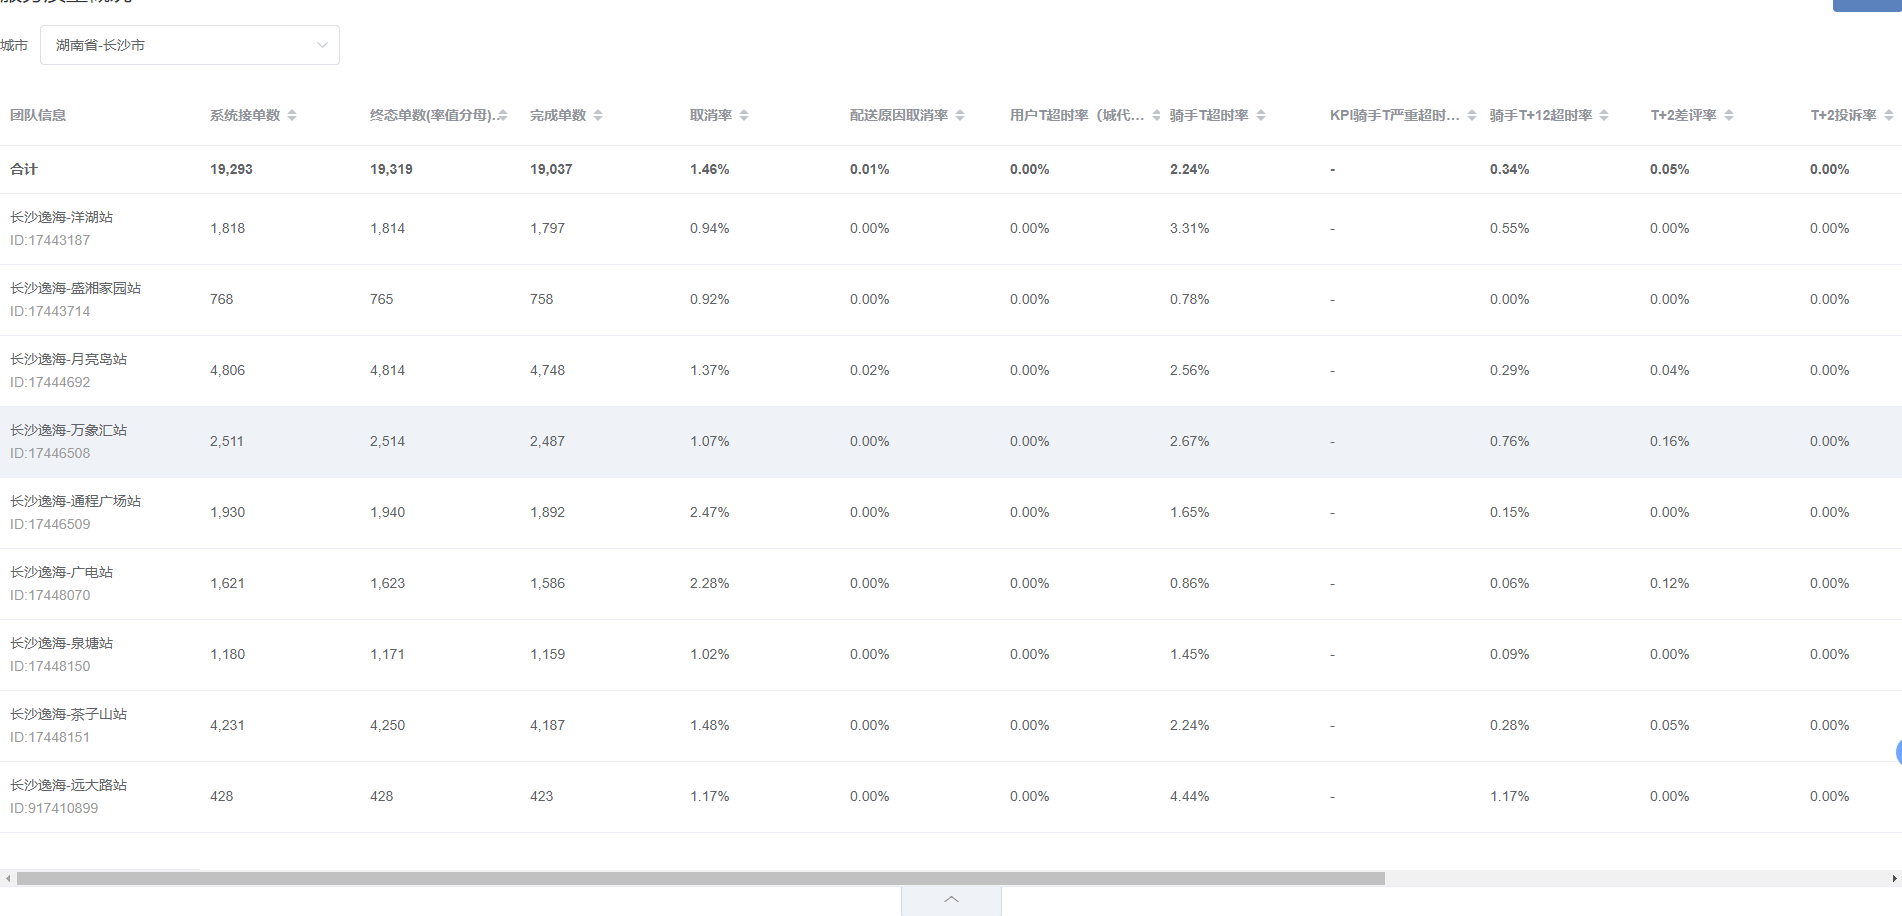 城市 湖南省-长沙市
团队信息 系统接单数 终态单数(率值分母)... 完成单数 取消率 配送原因取消率 用户T超时率（城代... 骑手T超时率 KPI骑手T严重超时... 骑手T+12超时率 T+2差评率 T+2投诉率
合计 19,293 19,319 19,037 1.46% 0.01% 0.00% 2.24% - 0.34% 0.05% 0.00%
长沙逸海-洋湖站
ID:17443187
1,818 1,814 1,797 0.94% 0.00% 0.00% 3.31% - 0.55% 0.00% 0.00%
长沙逸海-盛湘家园站
ID:17443714
768 765 758 0.92% 0.00% 0.00% 0.78% - 0.00% 0.00% 0.00%
长沙逸海-月亮岛站
ID:17444692
4,806 4,814 4,748 1.37% 0.02% 0.00% 2.56% - 0.29% 0.04% 0.00%
长沙逸海-万象汇站
ID:17446508
2,511 2,514 2,487 1.07% 0.00% 0.00% 2.67% - 0.76% 0.16% 0.00%
长沙逸海-通程广场站
ID:17446509
1,930 1,940 1,892 2.47% 0.00% 0.00% 1.65% - 0.15% 0.00% 0.00%
长沙逸海-广电站
ID:17448070
1,621 1,623 1,586 2.28% 0.00% 0.00% 0.86% - 0.06% 0.12% 0.00%
长沙逸海-泉塘站
ID:17448150
1,180 1,171 1,159 1.02% 0.00% 0.00% 1.45% - 0.09% 0.00% 0.00%
长沙逸海-茶子山站
ID:17448151
4,231 4,250 4,187 1.48% 0.00% 0.00% 2.24% - 0.28% 0.05% 0.00%
长沙逸海-远大路站
ID:917410899
428 428 423 1.17% 0.00% 0.00% 4.44% - 1.17% 0.00% 0.00%